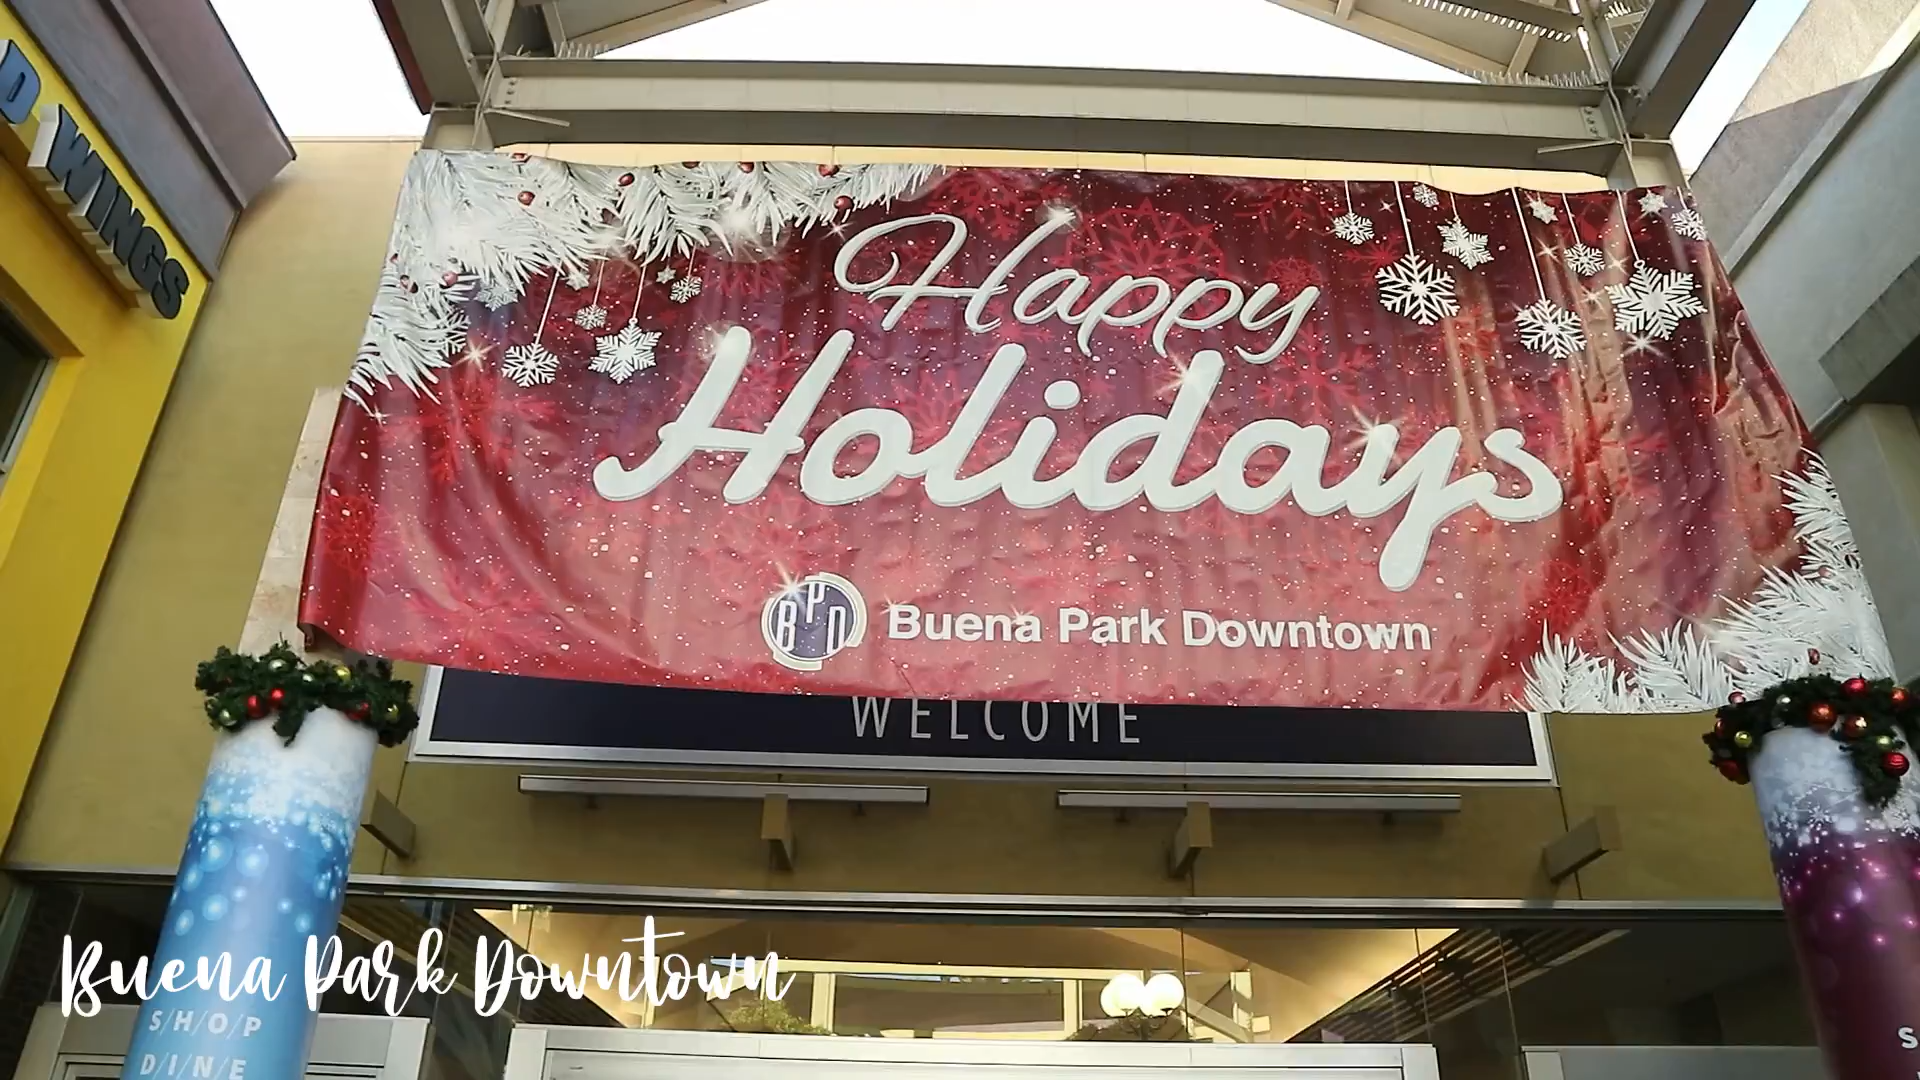 D WINGS
Happy
Holidays
BPD
Buena Park Downtown
WELCOME
Buena Park Downtown
S/H/O/P
D/I/N/E
S